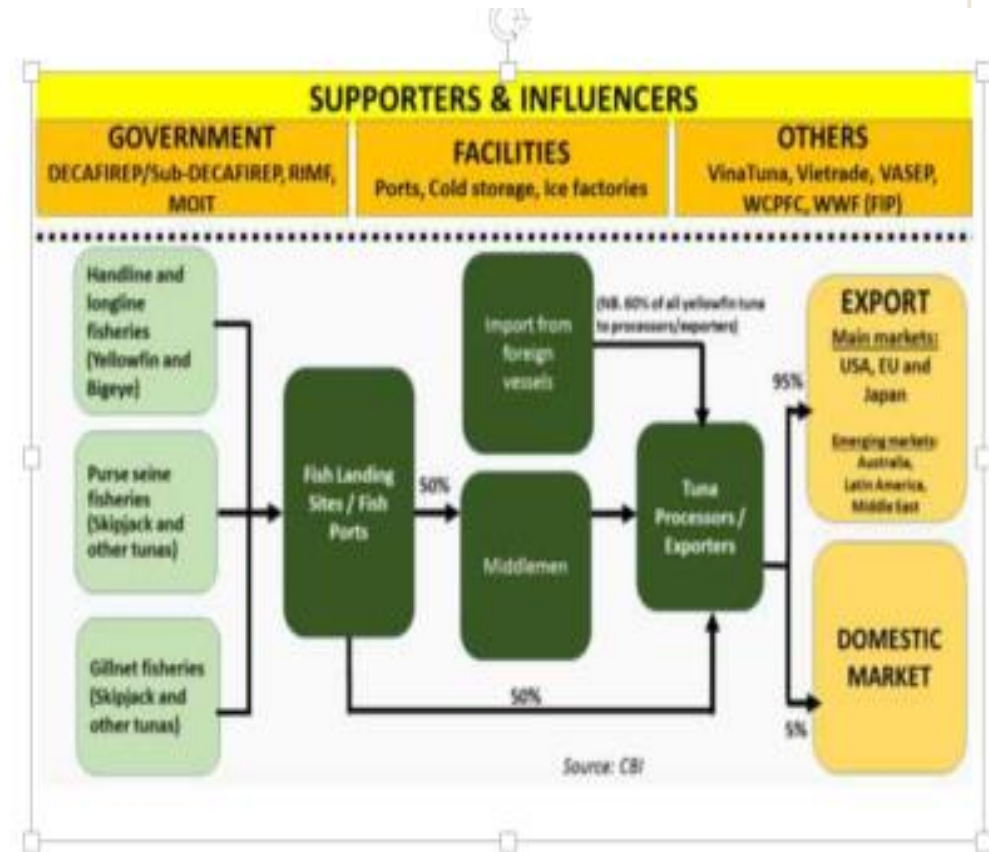 SUPPORTERS & INFLUENCERS
GOVERNMENT
DECAFIREP/Sub-DECAFIREP, RIMF,
MOIT
FACILITIES
Ports, Cold storage, Ice factories
OTHERS
VinaTuna, Vietrade, VASEP,
WCPFC, WWF (FIP)
Handline and
longline
fisheries
(Yellowfin and
Bigeye)
Purse seine
fisheries
(Skipjack and
other tunas)
Gillnet fisheries
(Skipjack and
other tunas)
Fish Landing
Sites / Fish
Ports
50%
50%
Import from
foreign
vessels
(NB. 60% of all yellowfin tuna
to processors/exporters)
Middlemen
Tuna
Processors /
Exporters
95%
5%
EXPORT
Main markets:
USA, EU and
Japan
Emerging markets:
Australia,
Latin America,
Middle East
DOMESTIC
MARKET
Source: CBI